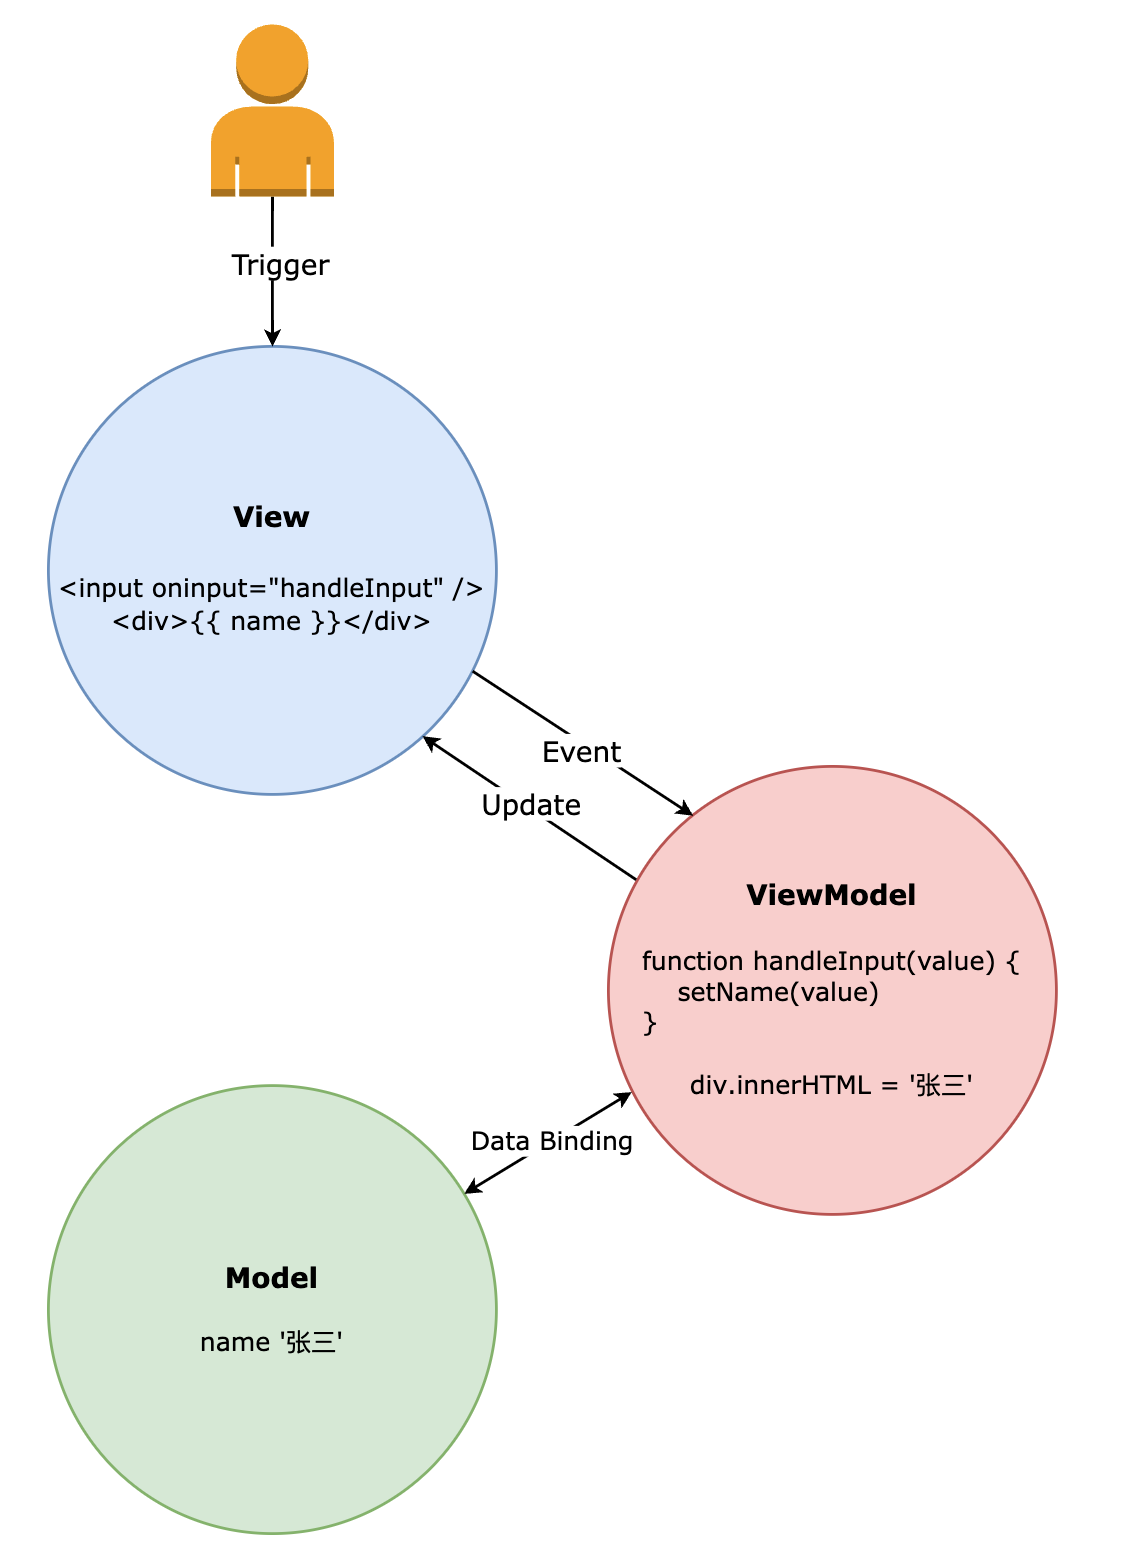 Trigger
View
<input oninput="handleInput" />
<div>{{ name }}</div>
Event
Update
ViewModel
function handleInput(value) {
setName(value)
}
div.innerHTML = '张三'
Data Binding
Model
name '张三'